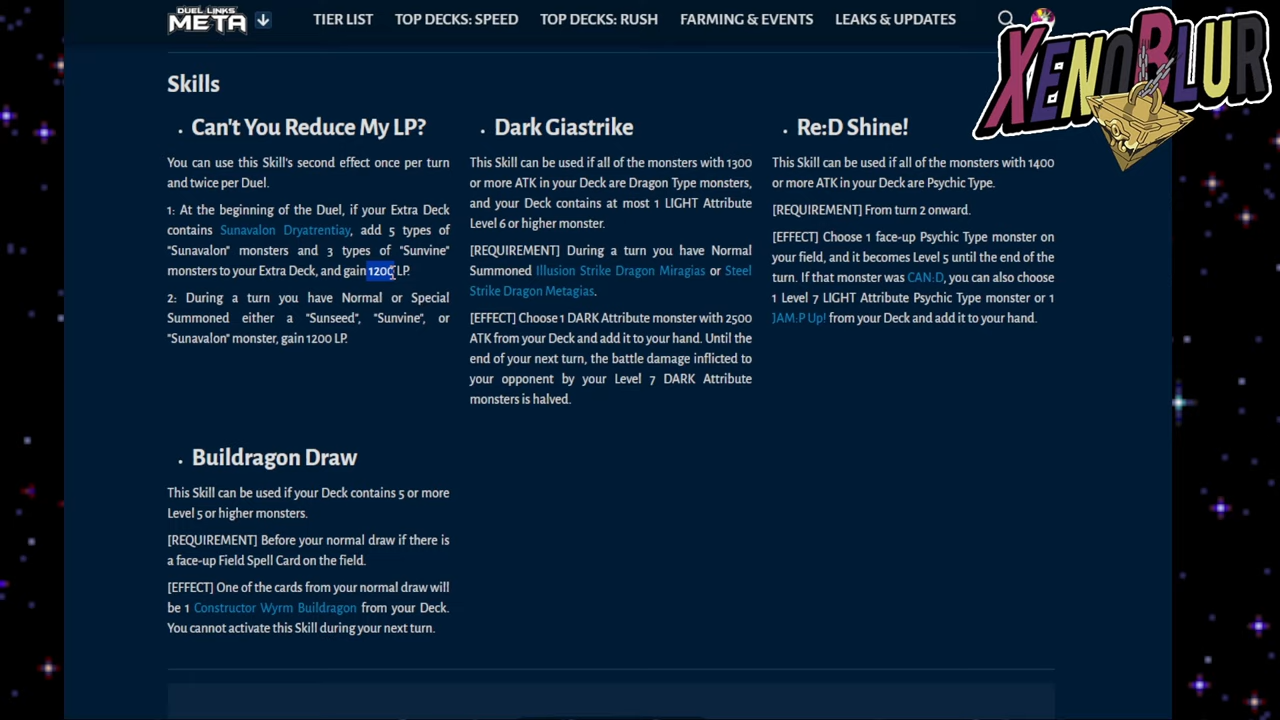 DUEL LINKS
META
TIER LIST
TOP DECKS: SPEED
TOP DECKS: RUSH
FARMING & EVENTS
LEAKS & UPDATES
XENOBLUR
Skills
Can't You Reduce My LP?
You can use this Skill's second effect once per turn
and twice per Duel.
1: At the beginning of the Duel, if your Extra Deck
contains Sunavalon Dryatrentiay, add 5 types of
"Sunavalon" monsters and 3 types of "Sunvine"
monsters to your Extra Deck, and gain 1200 LP.
2: During a turn you have Normal or Special
Summoned either a "Sunseed", "Sunvine", or
"Sunavalon" monster, gain 1200 LP.
Dark Giastrike
This Skill can be used if all of the monsters with 1300
or more ATK in your Deck are Dragon Type monsters,
and your Deck contains at most 1 LIGHT Attribute
Level 6 or higher monster.
[REQUIREMENT] During a turn you have Normal
Summoned Illusion Strike Dragon Miragias or Steel
Strike Dragon Metagias.
[EFFECT] Choose 1 DARK Attribute monster with 2500
ATK from your Deck and add it to your hand. Until the
end of your next turn, the battle damage inflicted to
your opponent by your Level 7 DARK Attribute
monsters is halved.
Re:D Shine!
This Skill can be used if all of the monsters with 1400
or more ATK in your Deck are Psychic Type.
[REQUIREMENT] From turn 2 onward.
[EFFECT] Choose 1 face-up Psychic Type monster on
your field, and it becomes Level 5 until the end of the
turn. If that monster was CAN:D, you can also choose
1 Level 7 LIGHT Attribute Psychic Type monster or 1
JAM:P Up! from your Deck and add it to your hand.
Buildragon Draw
This Skill can be used if your Deck contains 5 or more
Level 5 or higher monsters.
[REQUIREMENT] Before your normal draw if there is
a face-up Field Spell Card on the field.
[EFFECT] One of the cards from your normal draw will
be 1 Constructor Wyrm Buildragon from your Deck.
You cannot activate this Skill during your next turn.